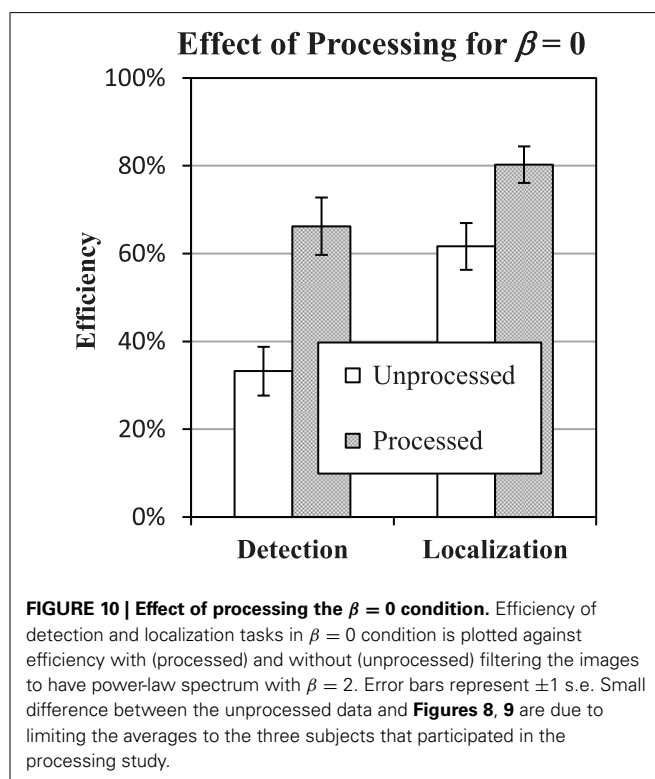 Effect of Processing for β = 0
100%
80%
60%
40%
20%
0%
Efficiency
Unprocessed
Processed
Detection Localization
FIGURE 10 | Effect of processing the β = 0 condition. Efficiency of
detection and localization tasks in β = 0 condition is plotted against
efficiency with (processed) and without (unprocessed) filtering the images
to have power-law spectrum with β = 2. Error bars represent ±1 s.e. Small
difference between the unprocessed data and Figures 8, 9 are due to
limiting the averages to the three subjects that participated in the
processing study.